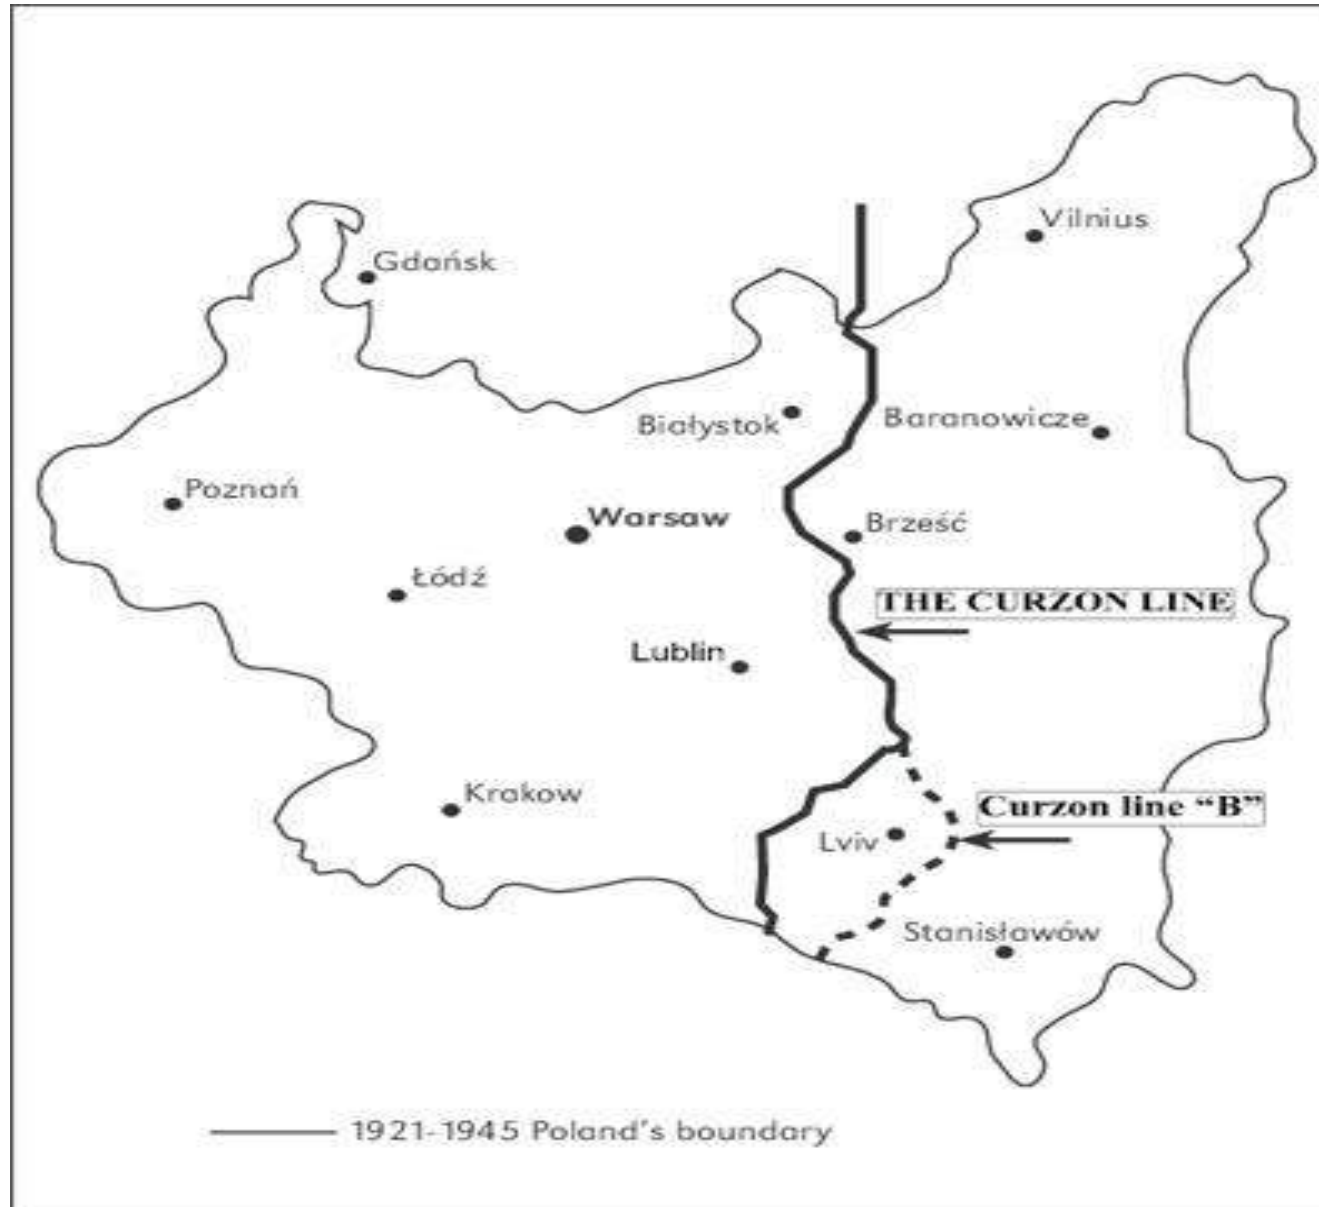 Vilnius
Gdańsk
Białystok
Baranowicze
Poznań
Warsaw
Brześć
Łódź
THE CURZON LINE
Lublin
Krakow
Curzon line “B”
Lviv
Stanisławów
1921-1945 Poland's boundary